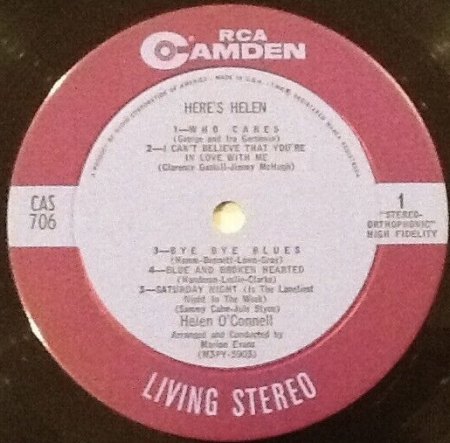 RCA
CAMDEN
HERE'S HELEN
1—WHO CARES
(George and Ira Gershwin)
2—I CAN'T BELIEVE THAT YOU'RE
IN LOVE WITH ME
(Clarence Gaskill-Jimmy McHugh)
CAS
706
1
"STEREO-
ORTHOPHONIC"
HIGH FIDELITY
3—BYE BYE BLUES
(Hamm-Bennett-Lown-Gray)
4—BLUE AND BROKEN HEARTED
(Handman-Leslie-Clarke)
5—SATURDAY NIGHT (Is The Loneliest
Night In The Week)
(Sammy Cahn-Jule Styne)
Helen O'Connell
Arranged and Conducted by
Marion Evans
(M3PY-5903)
LIVING STEREO